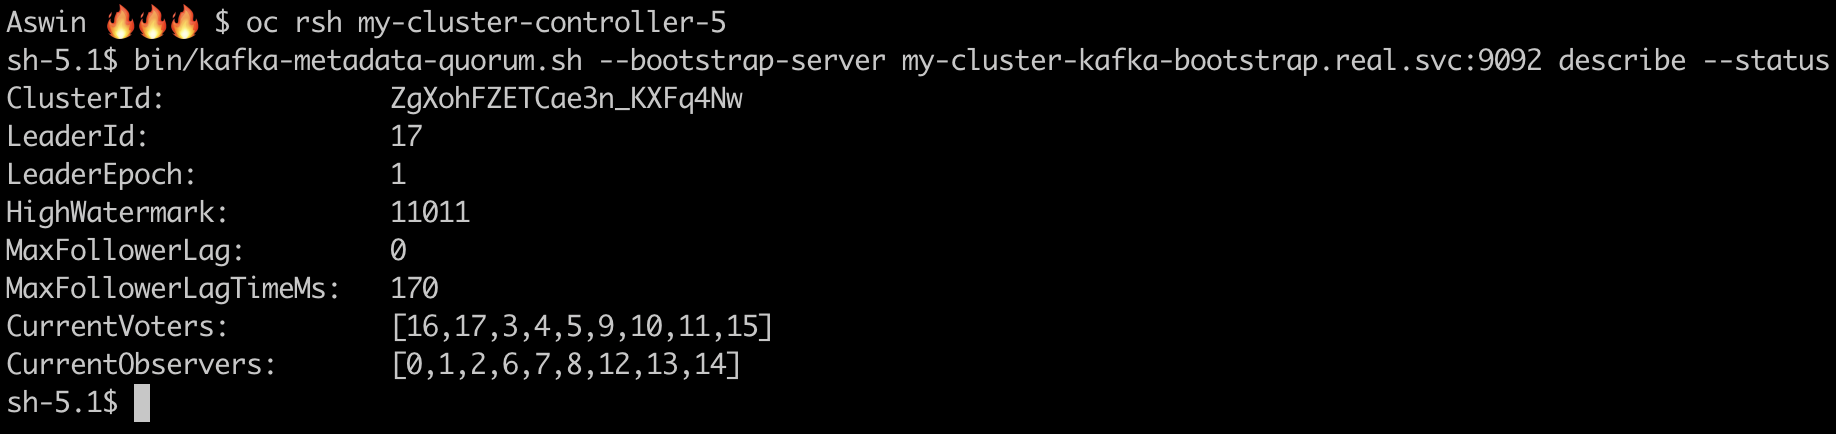 Aswin 🔥🔥🔥 $ oc rsh my-cluster-controller-5
sh-5.1$ bin/kafka-metadata-quorum.sh --bootstrap-server my-cluster-kafka-bootstrap.real.svc:9092 describe --status
ClusterId:              ZgXohFZETCae3n_KXFq4Nw
LeaderId:               17
LeaderEpoch:            1
HighWatermark:          11011
MaxFollowerLag:         0
MaxFollowerLagTimeMs:   170
CurrentVoters:          [16,17,3,4,5,9,10,11,15]
CurrentObservers:       [0,1,2,6,7,8,12,13,14]
sh-5.1$